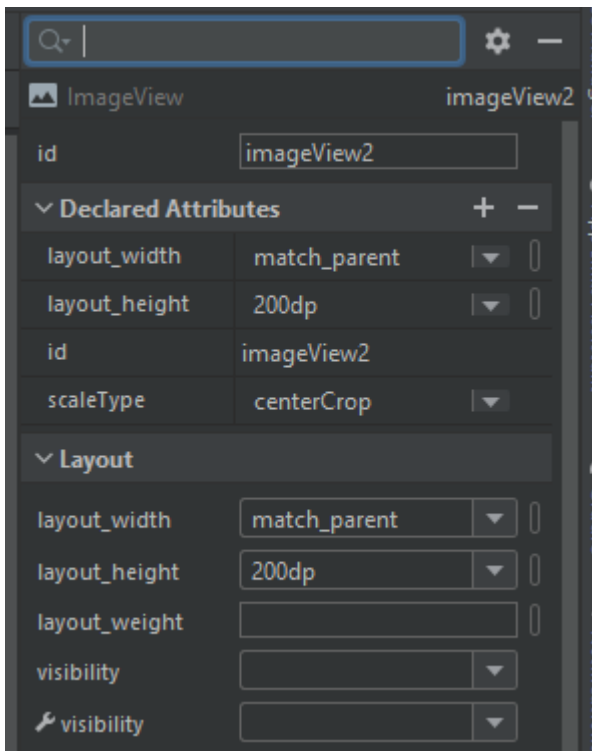 ImageView imageView2
id imageView2
Declared Attributes
layout_width match_parent
layout_height 200dp
id imageView2
scaleType centerCrop
Layout
layout_width match_parent
layout_height 200dp
layout_weight
visibility
visibility